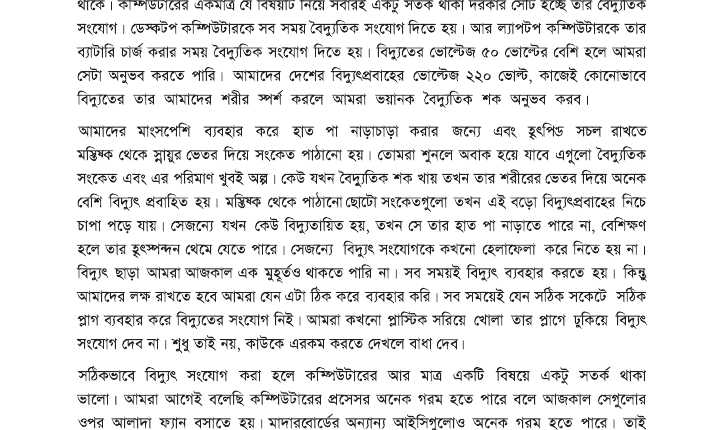 থাকে। কম্পিউটারের একমাত্র যে বিষয়টি নিয়ে সবারই একটু সতর্ক থাকা দরকার সেটি হচ্ছে তার বৈদ্যুতিক
সংযোগ। ডেস্কটপ কম্পিউটারকে সব সময় বৈদ্যুতিক সংযোগ দিতে হয়। আর ল্যাপটপ কম্পিউটারকে তার
ব্যাটারি চার্জ করার সময় বৈদ্যুতিক সংযোগ দিতে হয়। বিদ্যুতের ভোল্টেজ ৫০ ভোল্টের বেশি হলে আমরা
সেটা অনুভব করতে পারি। আমাদের দেশের বিদ্যুৎপ্রবাহের ভোল্টেজ ২২০ ভোল্ট, কাজেই কোনোভাবে
বিদ্যুতের তার আমাদের শরীর স্পর্শ করলে আমরা ভয়ানক বৈদ্যুতিক শক অনুভব করব।
আমাদের মাংসপেশি ব্যবহার করে হাত পা নাড়াচাড়া করার জন্যে এবং হৃৎপিণ্ড সচল রাখতে
মস্তিষ্ক থেকে স্নায়ুর ভেতর দিয়ে সংকেত পাঠানো হয়। তোমরা শুনলে অবাক হয়ে যাবে এগুলো বৈদ্যুতিক
সংকেত এবং এর পরিমাণ খুবই অল্প। কেউ যখন বৈদ্যুতিক শক খায় তখন তার শরীরের ভেতর দিয়ে অনেক
বেশি বিদ্যুৎ প্রবাহিত হয়। মস্তিষ্ক থেকে পাঠানো ছোটো সংকেতগুলো তখন এই বড়ো বিদ্যুৎপ্রবাহের নিচে
চাপা পড়ে যায়। সেজন্যে যখন কেউ বিদ্যুতায়িত হয়, তখন সে তার হাত পা নাড়াতে পারে না, বেশিক্ষণ
হলে তার হৃৎস্পন্দন থেমে যেতে পারে। সেজন্যে বিদ্যুৎ সংযোগকে কখনো হেলাফেলা করে নিতে হয় না।
বিদ্যুৎ ছাড়া আমরা আজকাল এক মুহূর্তও থাকতে পারি না। সব সময়ই বিদ্যুৎ ব্যবহার করতে হয়। কিন্তু
আমাদের লক্ষ রাখতে হবে আমরা যেন এটা ঠিক করে ব্যবহার করি। সব সময়েই যেন সঠিক সকেটে সঠিক
প্লাগ ব্যবহার করে বিদ্যুতের সংযোগ নিই। আমরা কখনো প্লাস্টিক সরিয়ে খোলা তার প্লাগে ঢুকিয়ে বিদ্যুৎ
সংযোগ দেব না। শুধু তাই নয়, কাউকে এরকম করতে দেখলে বাধা দেব।
সঠিকভাবে বিদ্যুৎ সংযোগ করা হলে কম্পিউটারের আর মাত্র একটি বিষয়ে একটু সতর্ক থাকা
ভালো। আমরা আগেই বলেছি কম্পিউটারের প্রসেসর অনেক গরম হতে পারে বলে আজকাল সেগুলোর
ওপর আলাদা ফ্যান বসাতে হয়। মাদারবোর্ডের অন্যান্য আইসিগুলোও অনেক গরম হতে পারে। তাই